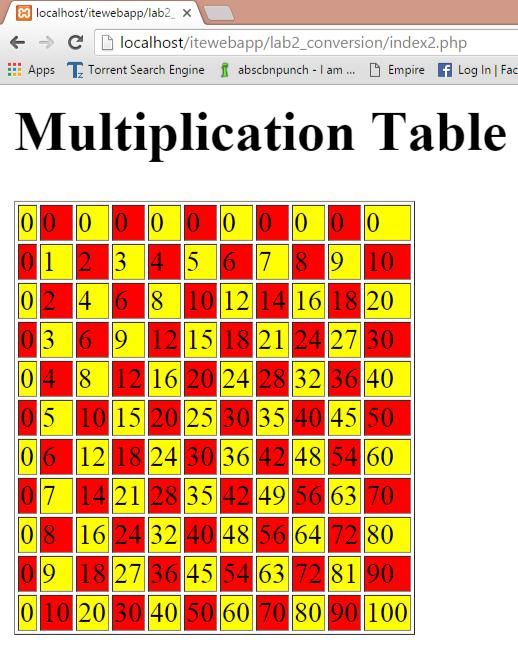 localhost/itewebapp/lab2_
localhost/itewebapp/lab2_conversion/index2.php
Apps Torrent Search Engine abscbnpunch - I am ... Empire Log In | Fac
Multiplication Table
0 0 0 0 0 0 0 0 0 0 0
0 1 2 3 4 5 6 7 8 9 10
0 2 4 6 8 10 12 14 16 18 20
0 3 6 9 12 15 18 21 24 27 30
0 4 8 12 16 20 24 28 32 36 40
0 5 10 15 20 25 30 35 40 45 50
0 6 12 18 24 30 36 42 48 54 60
0 7 14 21 28 35 42 49 56 63 70
0 8 16 24 32 40 48 56 64 72 80
0 9 18 27 36 45 54 63 72 81 90
0 10 20 30 40 50 60 70 80 90 100